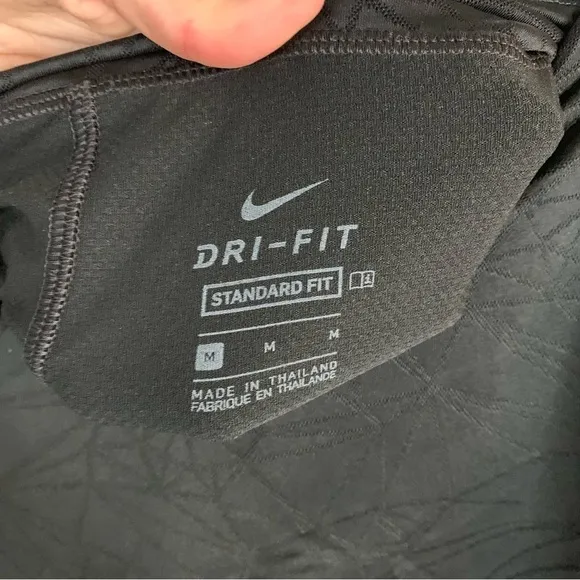 DRI-FIT
STANDARD FIT
M M M
MADE IN THAILAND
FABRIQUE EN THAILANDE